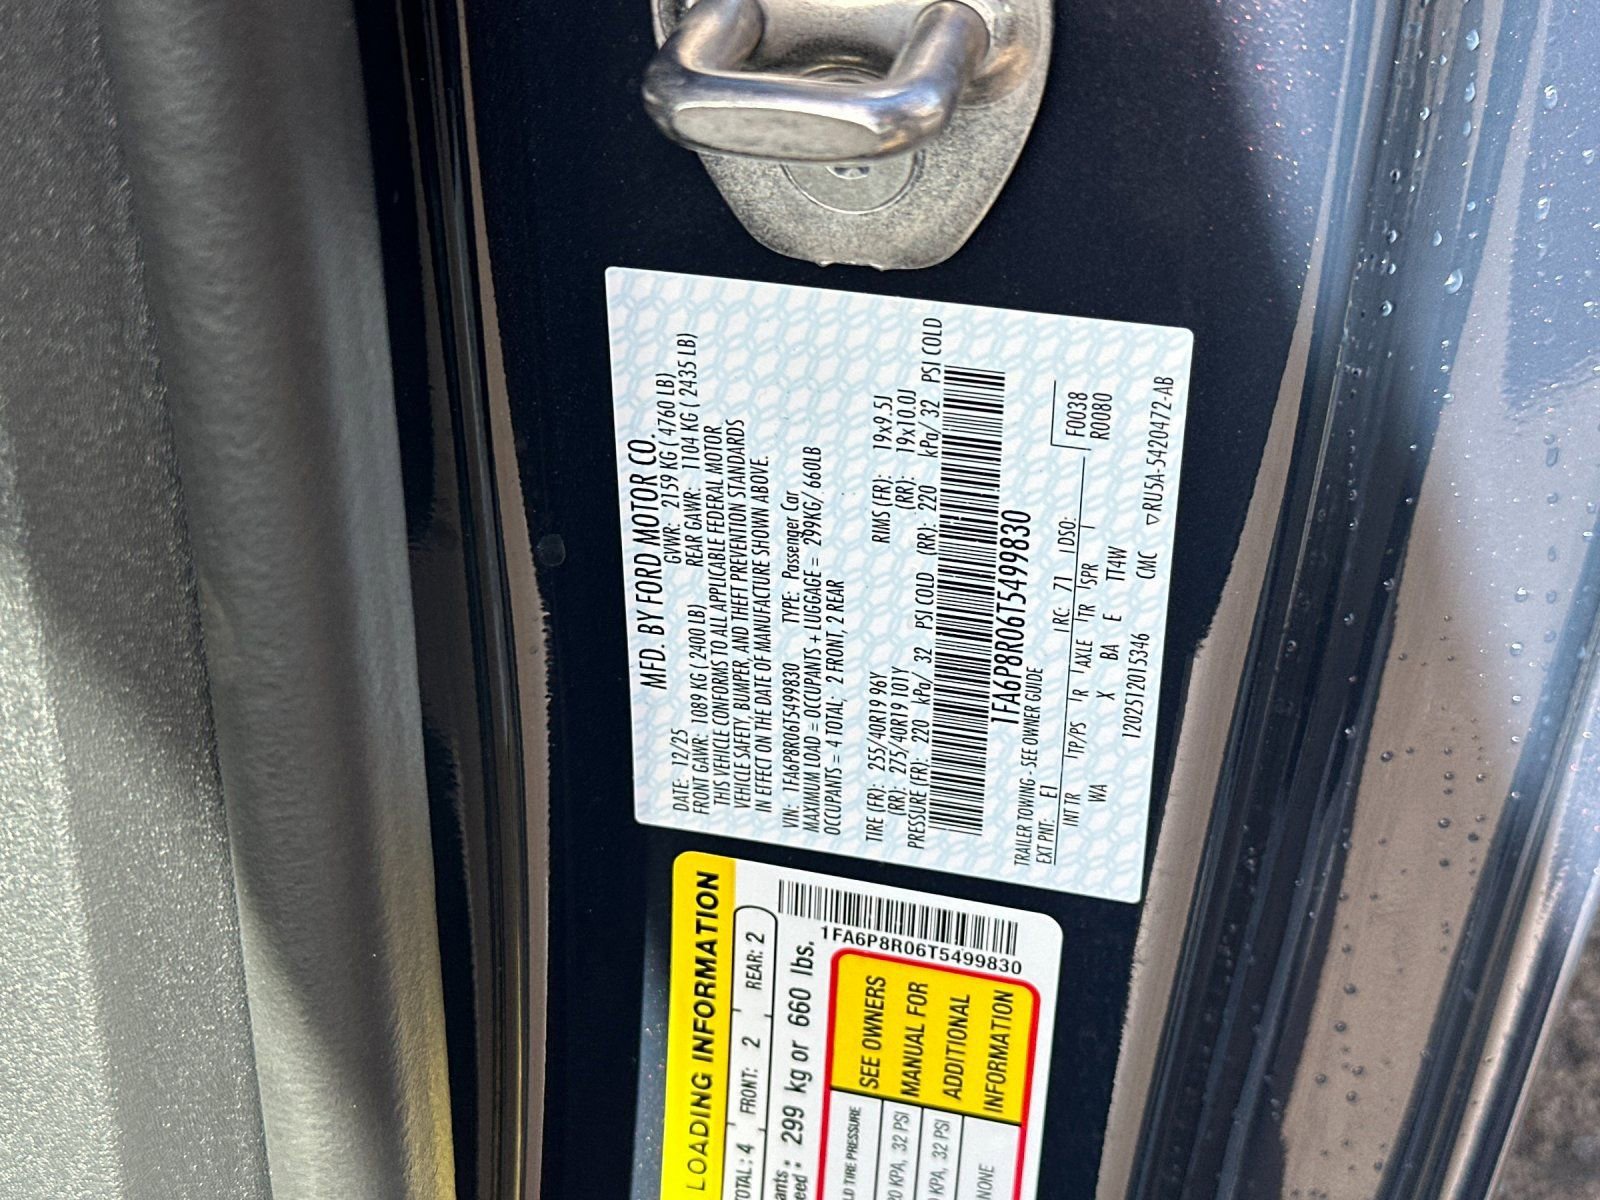 MFD. BY FORD MOTOR CO.
DATE: 12/25 GVWR: 2159 KG ( 4760 LB)
FRONT GAWR: 1089 KG ( 2400 LB) REAR GAWR: 1104 KG ( 2435 LB)
THIS VEHICLE CONFORMS TO ALL APPLICABLE FEDERAL MOTOR
VEHICLE SAFETY, BUMPER, AND THEFT PREVENTION STANDARDS
IN EFFECT ON THE DATE OF MANUFACTURE SHOWN ABOVE.
VIN: 1FA6P8R06T5499830 TYPE: Passenger Car
MAXIMUM LOAD = OCCUPANTS + LUGGAGE = 299KG/ 660LB
OCCUPANTS = 4 TOTAL: 2 FRONT, 2 REAR
TIRE (FR): 255/40R19 96Y RIMS (FR): 19x9.5J
(RR): 275/40R19 101Y (RR): 19x10.0J
PRESSURE (FR): 220 kPa/ 32 PSI COLD (RR): 220 kPa/ 32 PSI COLD
1FA6P8R06T5499830
TRAILER TOWING - SEE OWNER GUIDE
EXT PNT: E1 RC: 71 DSO: F0038
INT TR TP/PS R AXLE TR SPR R0080
WA X BA E TT4W
12025120 15346 CMC ▽RU5A-5420472-AB
LOADING INFORMATION
TOTAL: 4 FRONT: 2 REAR: 2
299 kg or 660 lbs.
1FA6P8R06T5499830
TIRE PRESSURE
KPA, 32 PSI
KPA, 32 PSI
NONE
SEE OWNERS
MANUAL FOR
ADDITIONAL
INFORMATION